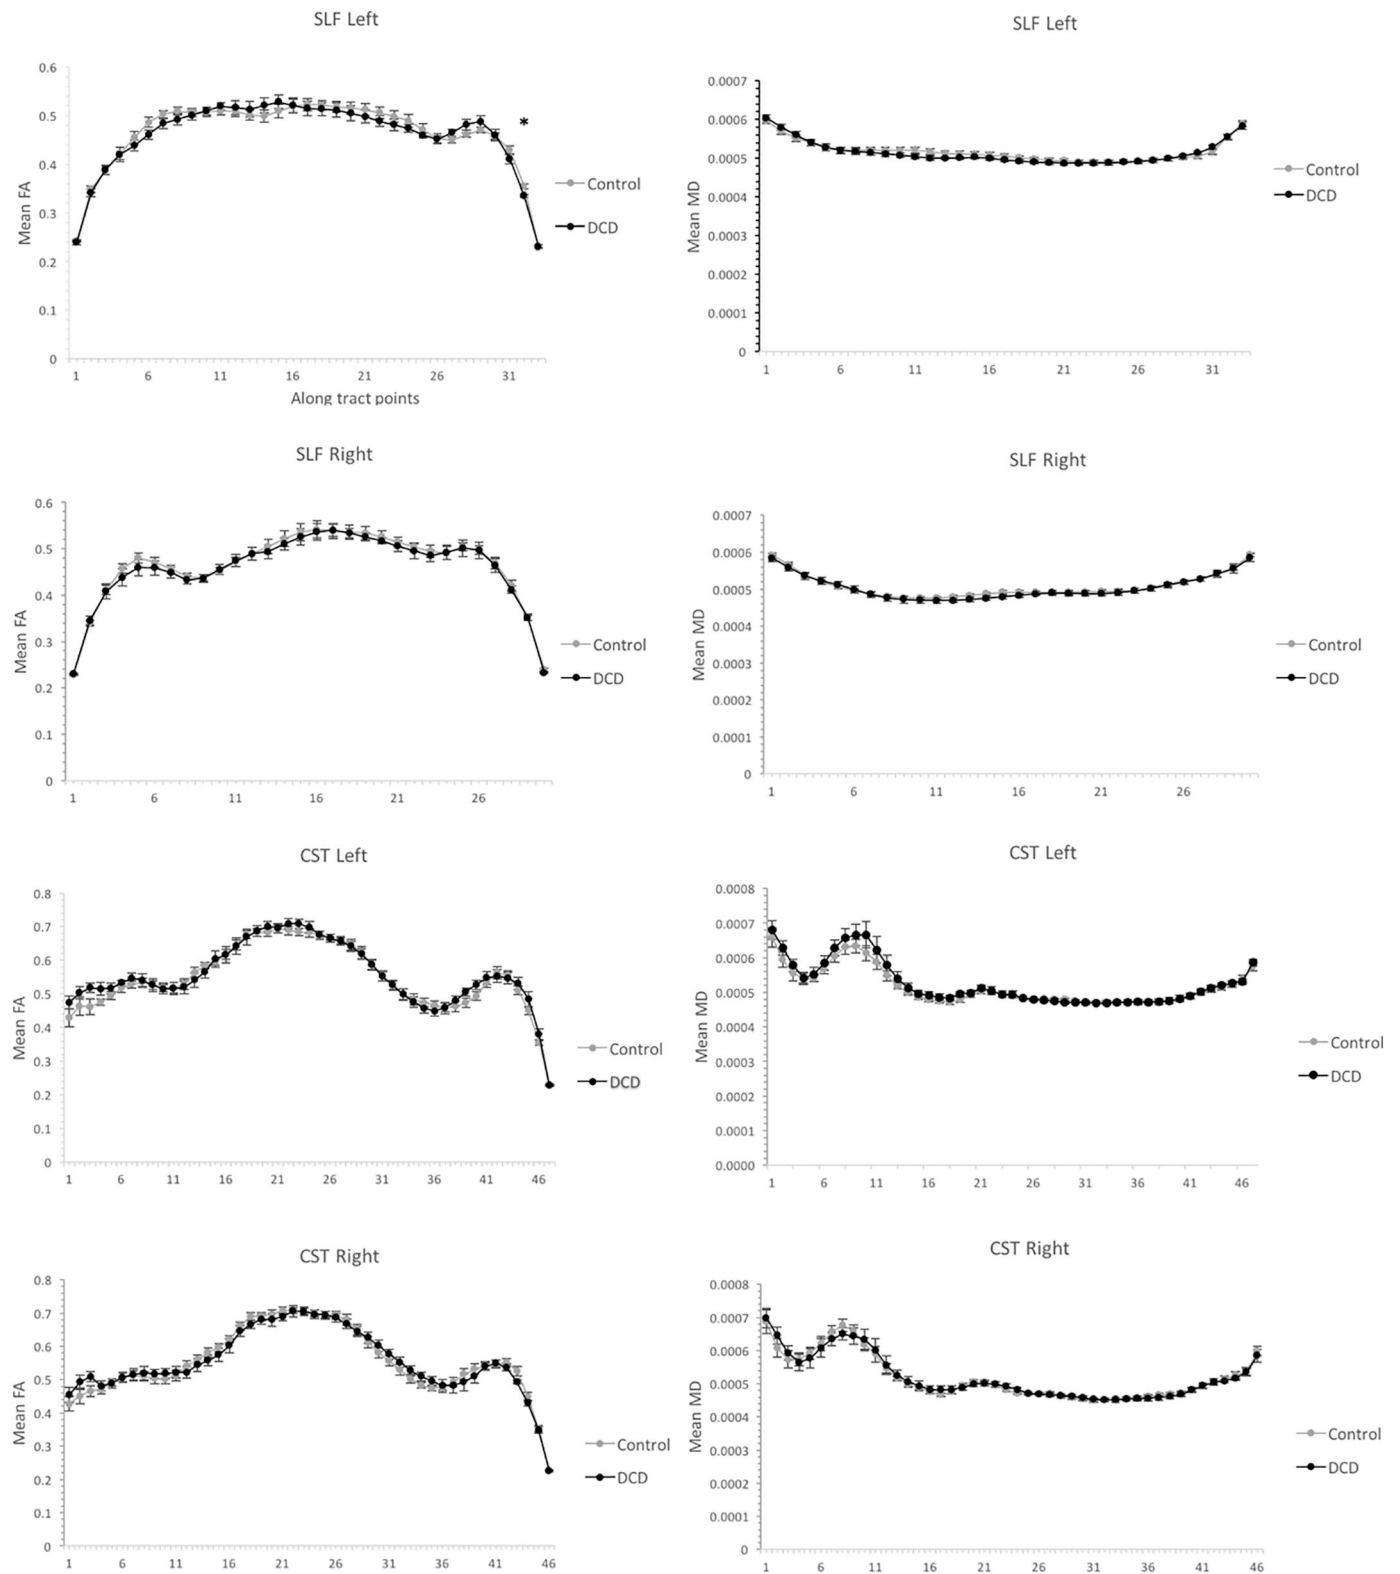 SLF Left
0.6
0.5
0.4
0.3
0.2
0.1
0
Mean FA
*
Control
DCD
1 6 11 16 21 26 31
Along tract points
SLF Left
0.0007
0.0006
0.0005
0.0004
0.0003
0.0002
0.0001
0
Mean MD
Control
DCD
1 6 11 16 21 26 31
SLF Right
0.6
0.5
0.4
0.3
0.2
0.1
0
Mean FA
Control
DCD
1 6 11 16 21 26
SLF Right
0.0007
0.0006
0.0005
0.0004
0.0003
0.0002
0.0001
0
Mean MD
Control
DCD
1 6 11 16 21 26
CST Left
0.8
0.7
0.6
0.5
0.4
0.3
0.2
0.1
0
Mean FA
Control
DCD
1 6 11 16 21 26 31 36 41 46
CST Left
0.0008
0.0007
0.0006
0.0005
0.0004
0.0003
0.0002
0.0001
0.0000
Mean MD
Control
DCD
1 6 11 16 21 26 31 36 41 46
CST Right
0.8
0.7
0.6
0.5
0.4
0.3
0.2
0.1
0
Mean FA
Control
DCD
1 6 11 16 21 26 31 36 41 46
CST Right
0.0008
0.0007
0.0006
0.0005
0.0004
0.0003
0.0002
0.0001
0
Mean MD
Control
DCD
1 6 11 16 21 26 31 36 41 46